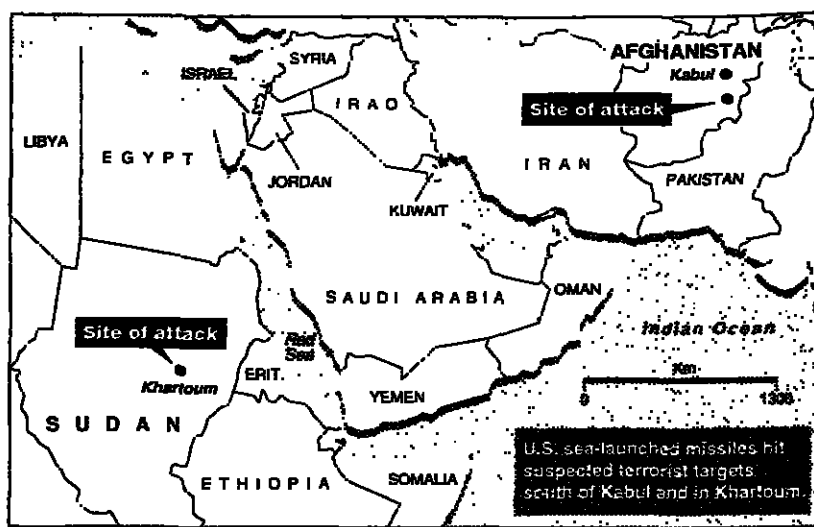 SYRIA
AFGHANISTAN
Kabul
ISRAEL
IRAQ
Site of attack
LIBYA
EGYPT
IRAN
JORDAN
PAKISTAN
KUWAIT
SAUDI ARABIA
OMAN
Site of attack
Indian Ocean
Red
Sea
Khartoum
ERIT.
Km
YEMEN
0
1300
SUDAN
U.S. sea-launched missiles hit
suspected terrorist targets
south of Kabul and in Khartoum.
SOMALIA
ETHIOPIA